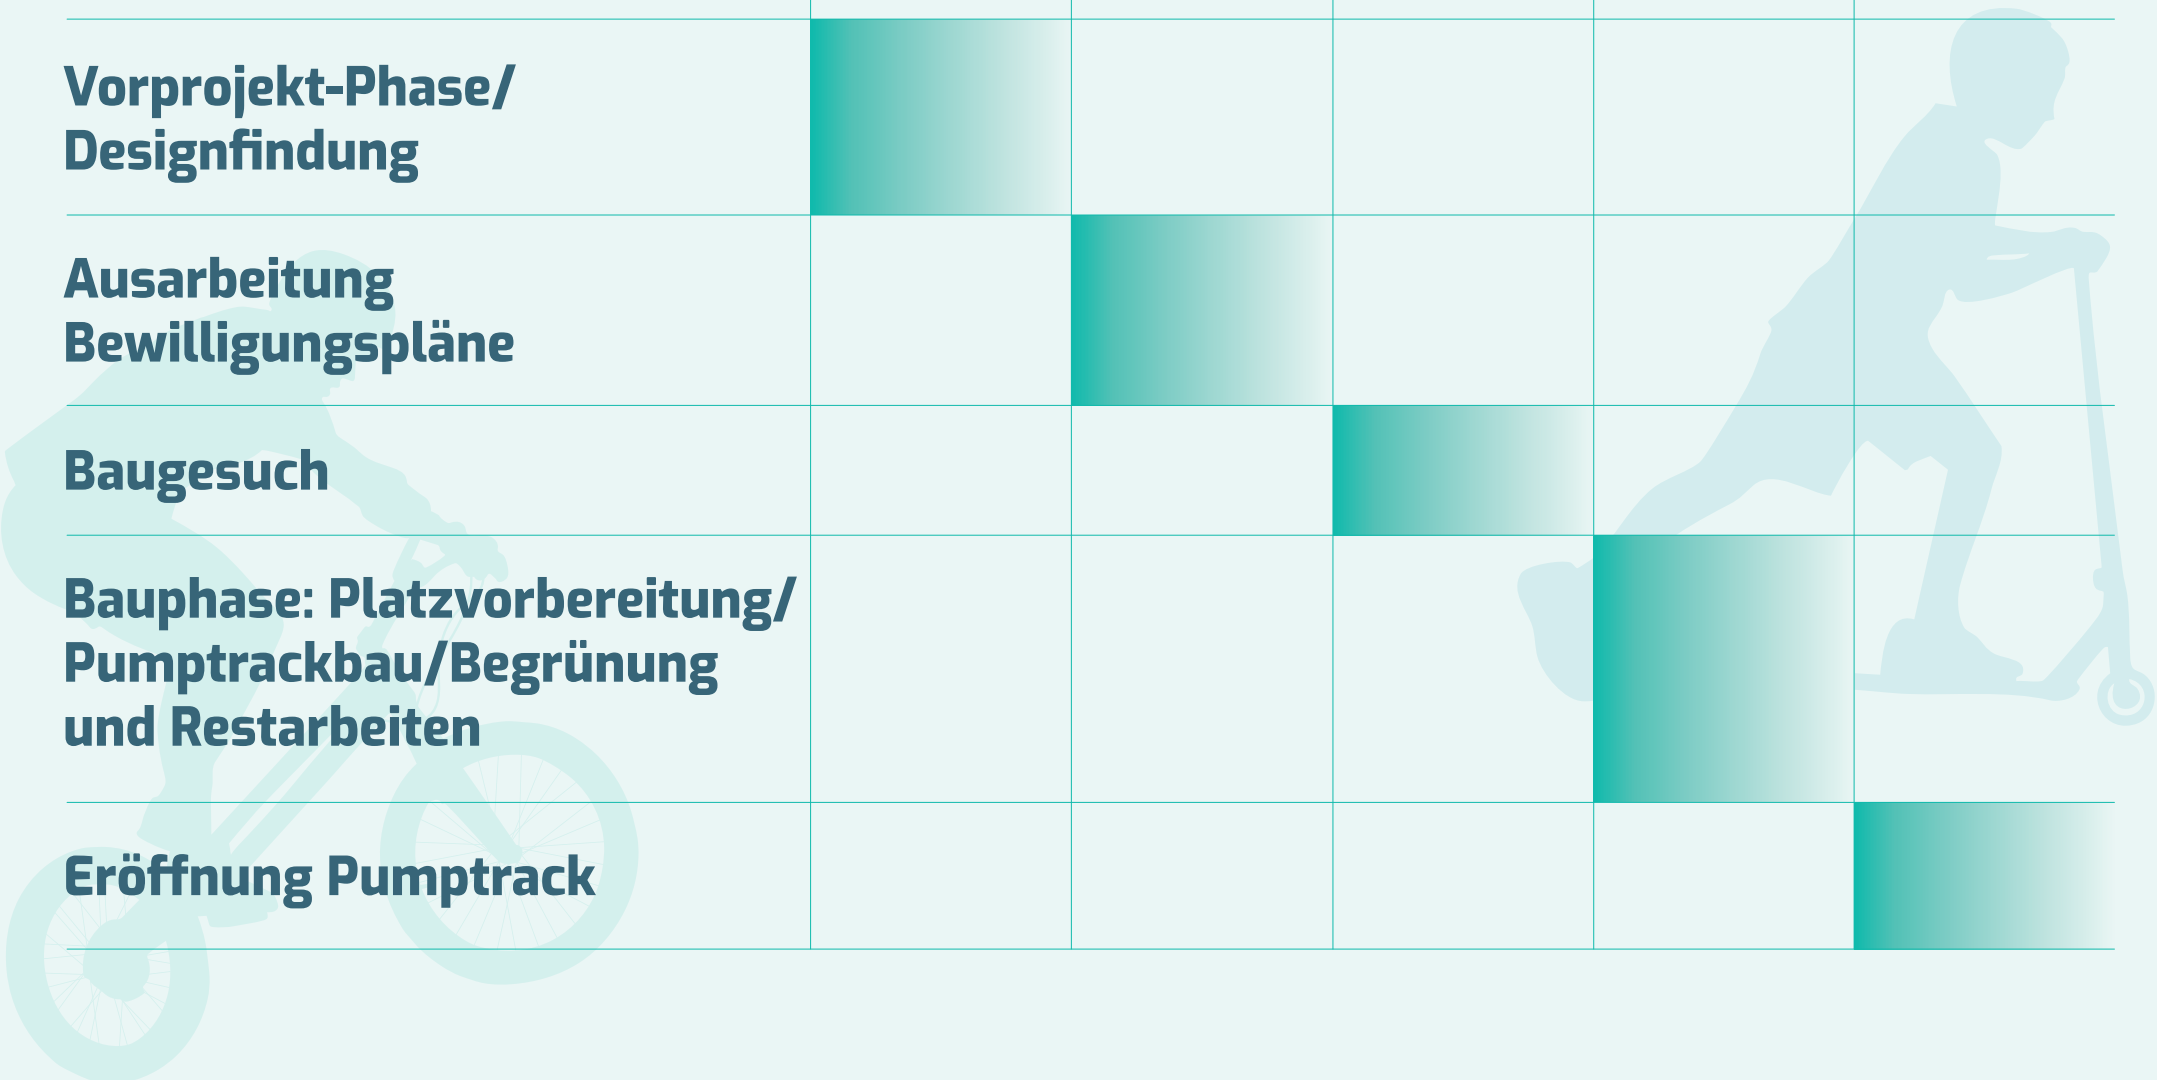 Vorprojekt-Phase/
Designfindung
Ausarbeitung
Bewilligungspläne
Baugesuch
Bauphase: Platzvorbereitung/
Pumptrackbau/Begrünung
und Restarbeiten
Eröffnung Pumptrack